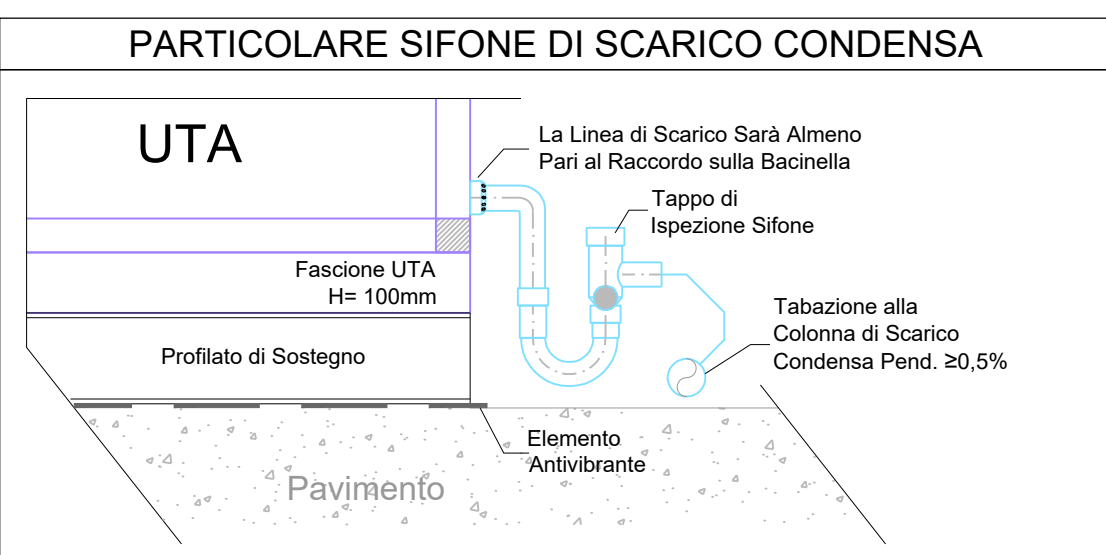 PARTICOLARE SIFONE DI SCARICO CONDENSA
UTA
La Linea di Scarico Sarà Almeno
Pari al Raccordo sulla Bacinella
Tappo di
Ispezione Sifone
Fascione UTA
H= 100mm
Tabazione alla
Colonna di Scarico
Condensa Pend. ≥0,5%
Profilato di Sostegno
Elemento
Antivibrante
Pavimento